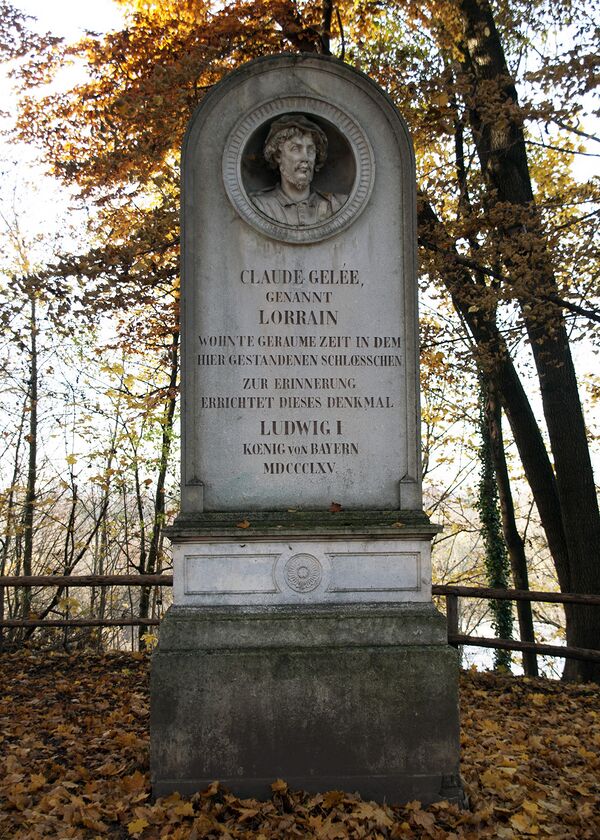 CLAUDE GELÉE,
GENANNT
LORRAIN
WOHNTE GERAUME ZEIT IN DEM
HIER GESTANDENEN SCHLŒSSCHEN
ZUR ERINNERUNG
ERRICHTET DIESES DENKMAL
LUDWIG I
KŒNIG von BAYERN
MDCCCLXV.